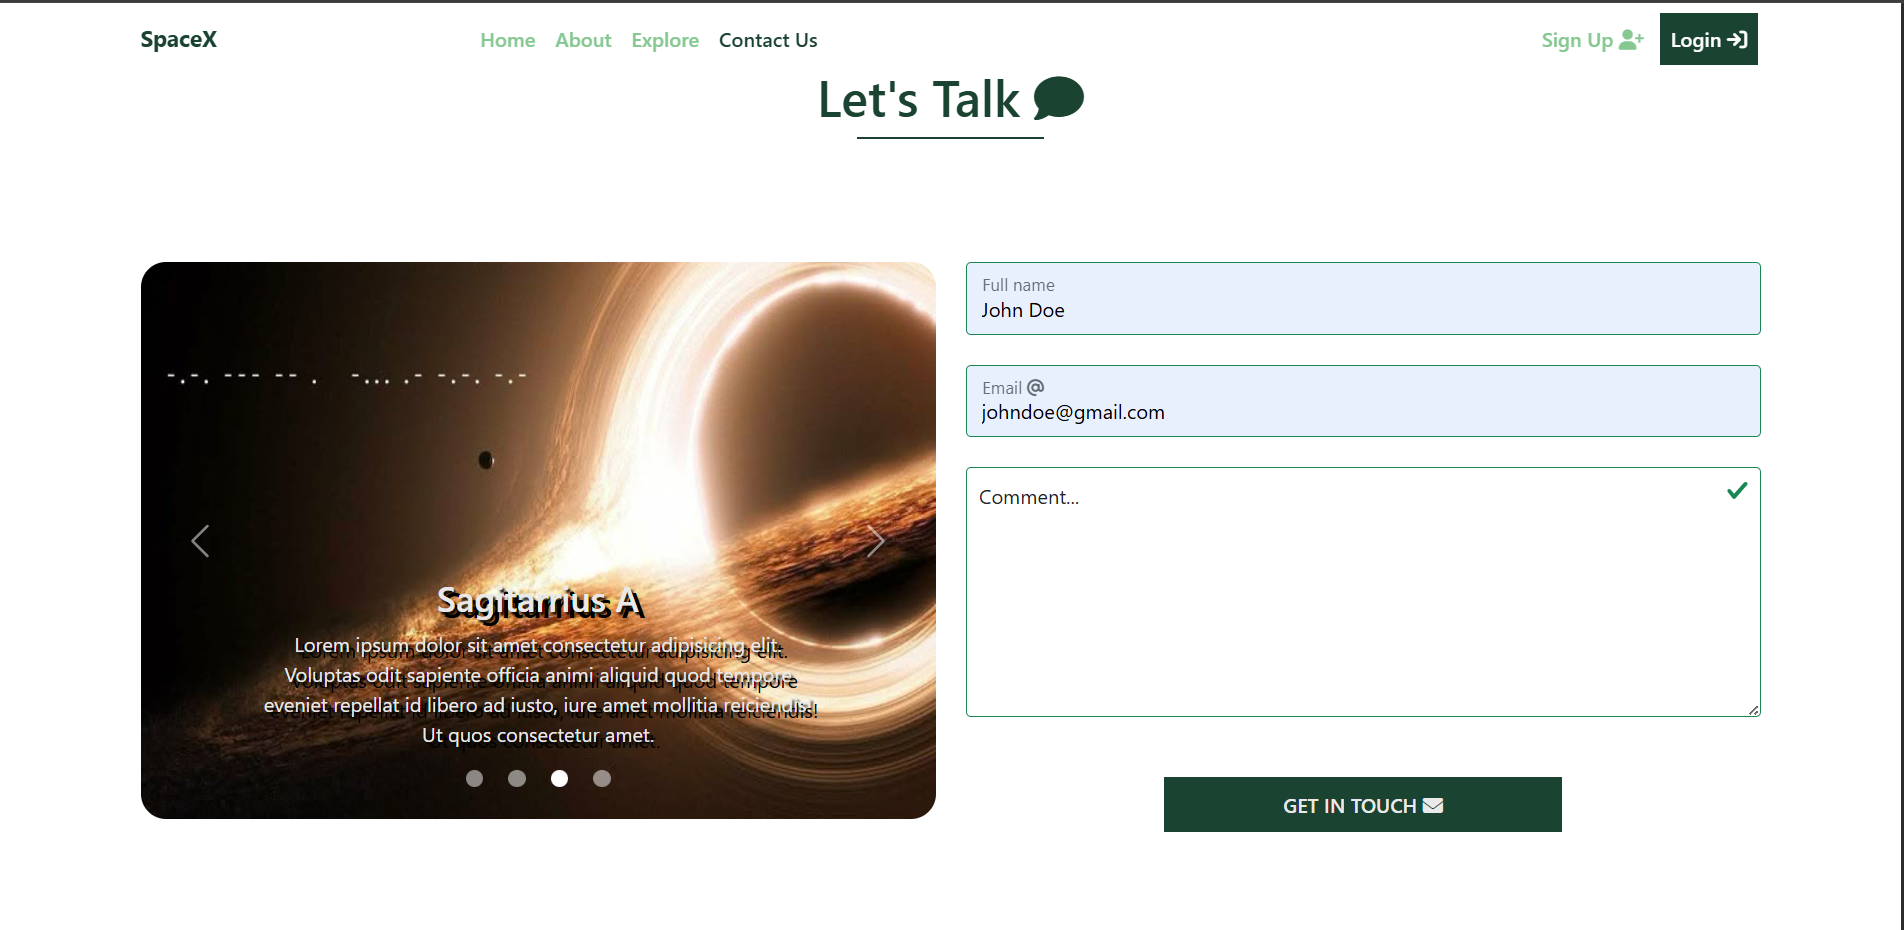 SpaceX
Home About Explore Contact Us
Sign Up Login
Let's Talk
-.-. --- -- . -... .- -.-. -.-
Sagitarrius A
Lorem ipsum dolor sit amet consectetur adipisicing elit.
Voluptas odit sapiente officia animi aliquid quod tempore
eveniet repellat id libero ad iusto, iure amet mollitia reiciendis!
Ut quos consectetur amet.
Full name
John Doe
Email @
johndoe@gmail.com
Comment...
GET IN TOUCH